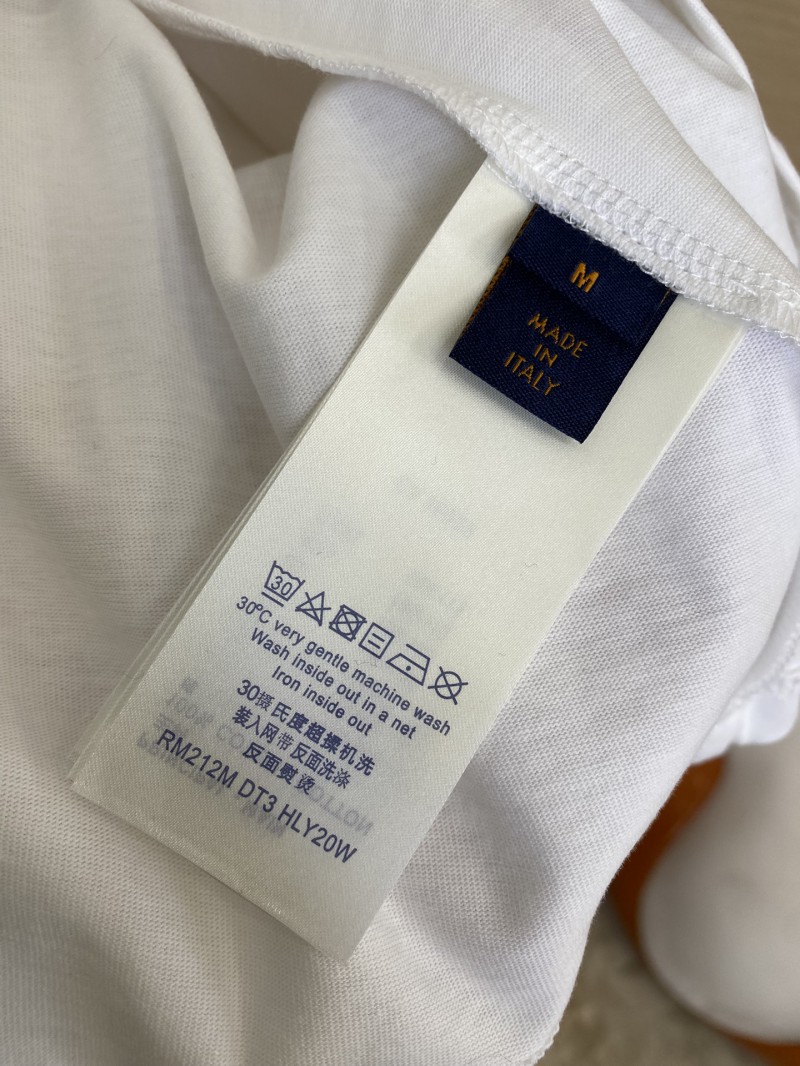 M
MADE
IN
ITALY
30
30°C very gentle machine wash
Wash inside out in a net
Iron inside out
30摄氏度超揉机洗
装入网带反面洗涤
反面熨烫
RM212M DT3 HLY20W